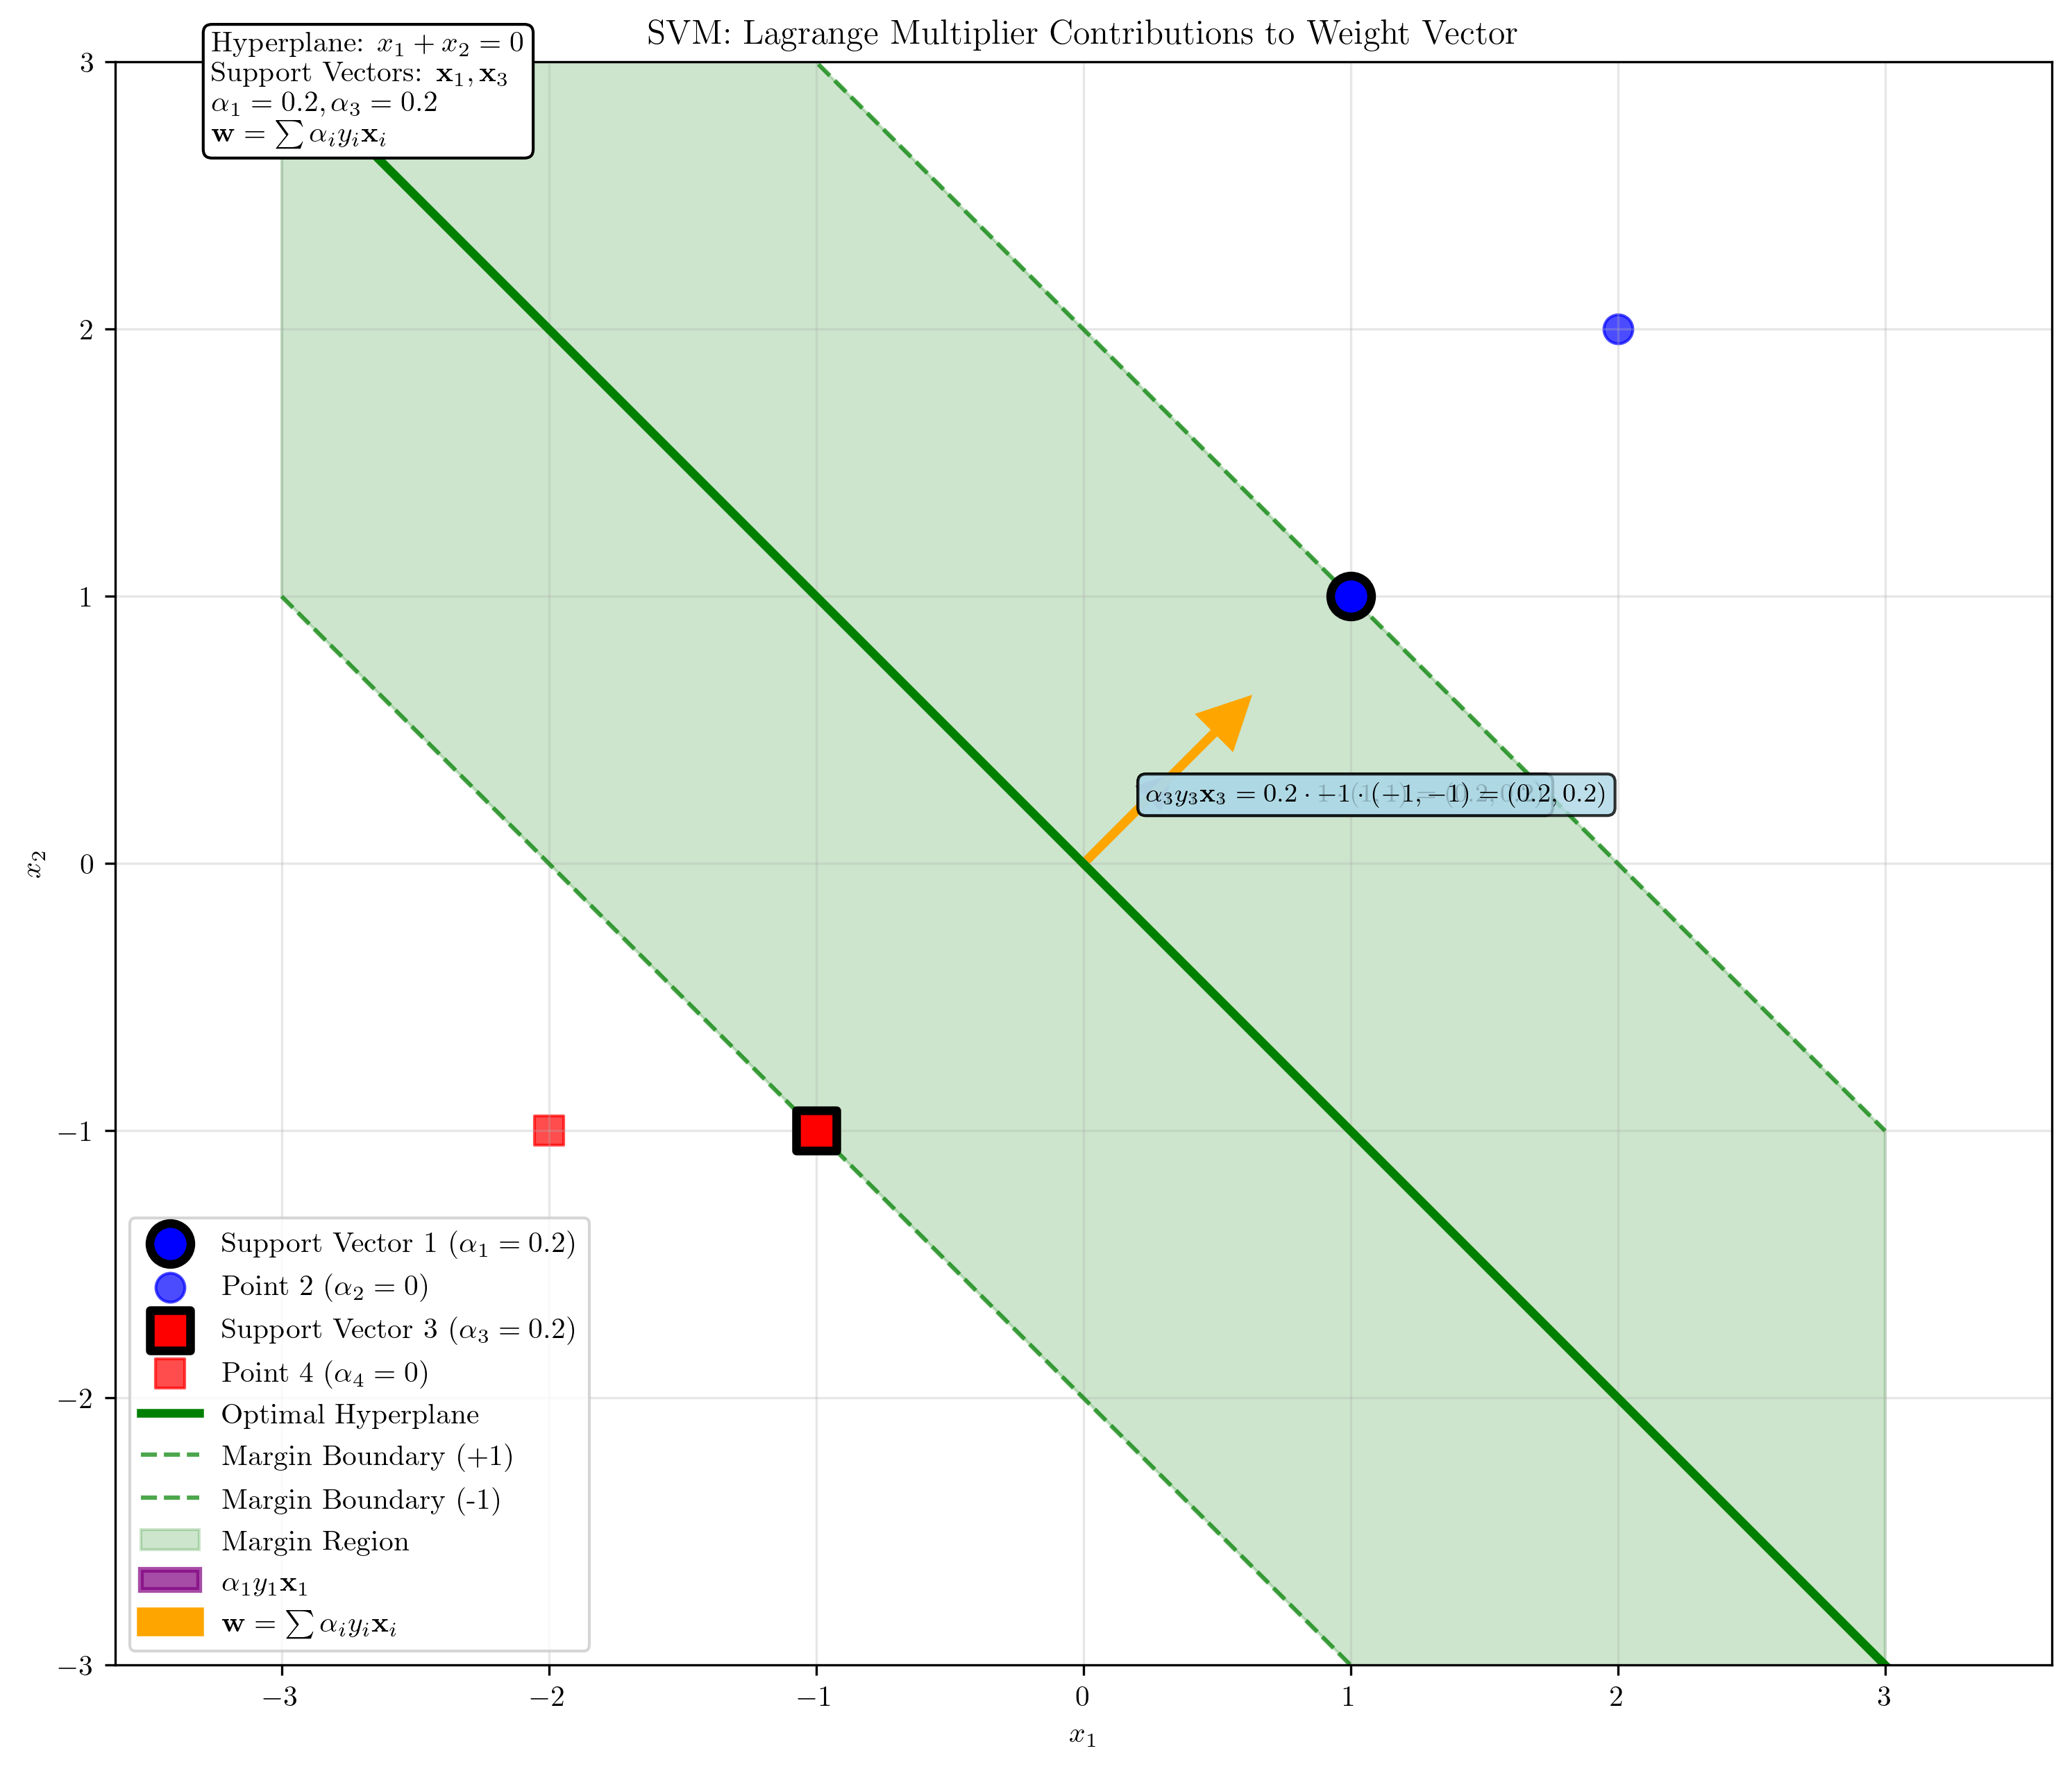 SVM: Lagrange Multiplier Contributions to Weight Vector
Hyperplane: $x_1 + x_2 = 0$
Support Vectors: $\mathbf{x}_1, \mathbf{x}_3$
$\alpha_1 = 0.2, \alpha_3 = 0.2$
$\mathbf{w} = \sum \alpha_i y_i \mathbf{x}_i$
3
2
1
0
−1
−2
−3
$x_2$
$\alpha_3 y_3 \mathbf{x}_3 = 0.2 \cdot -1 \cdot (-1, -1) = (0.2, 0.2)$
Support Vector 1 ($\alpha_1 = 0.2$)
Point 2 ($\alpha_2 = 0$)
Support Vector 3 ($\alpha_3 = 0.2$)
Point 4 ($\alpha_4 = 0$)
Optimal Hyperplane
Margin Boundary (+1)
Margin Boundary (-1)
Margin Region
$\alpha_1 y_1 \mathbf{x}_1$
$\mathbf{w} = \sum \alpha_i y_i \mathbf{x}_i$
−3 −2 −1 0 1 2 3
$x_1$